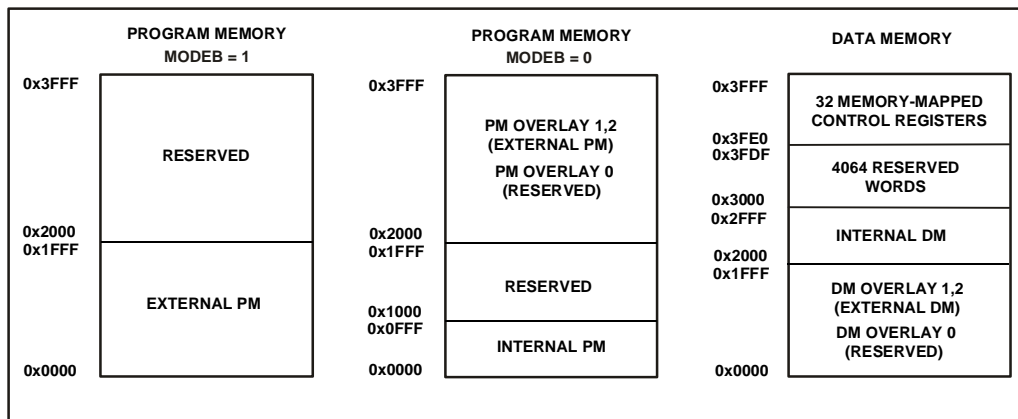 PROGRAM MEMORY
MODEB = 1
0x3FFF
RESERVED
0x2000
0x1FFF
EXTERNAL PM
0x0000
PROGRAM MEMORY
MODEB = 0
0x3FFF
PM OVERLAY 1,2
(EXTERNAL PM)
PM OVERLAY 0
(RESERVED)
0x2000
0x1FFF
RESERVED
0x1000
0x0FFF
INTERNAL PM
0x0000
DATA MEMORY
0x3FFF
32 MEMORY-MAPPED
CONTROL REGISTERS
0x3FE0
0x3FDF
4064 RESERVED
WORDS
0x3000
0x2FFF
INTERNAL DM
0x2000
0x1FFF
DM OVERLAY 1,2
(EXTERNAL DM)
DM OVERLAY 0
(RESERVED)
0x0000